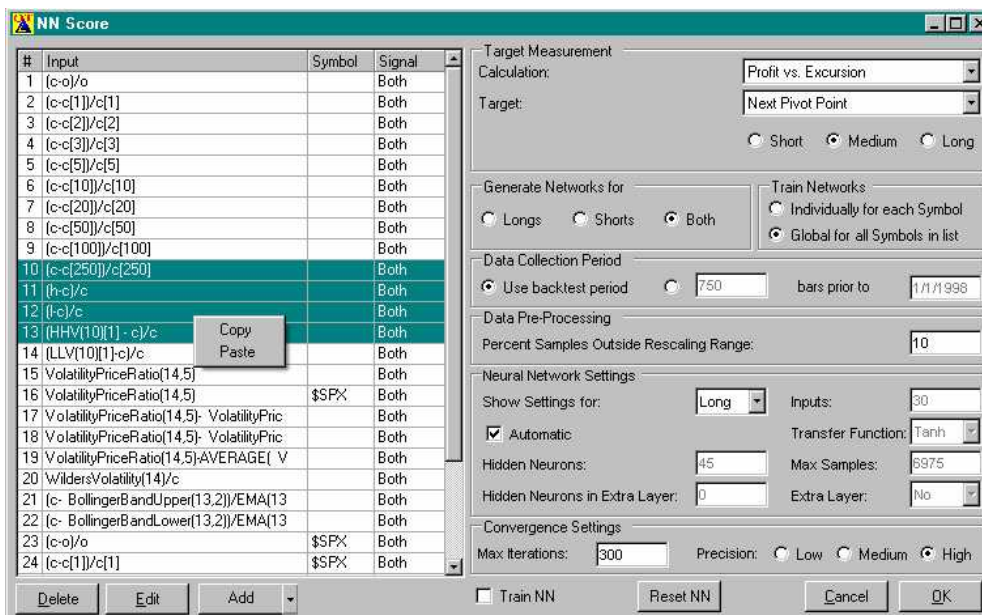 NN Score
# Input Symbol Signal
1 (c-o)/o Both
2 (c-c[1])/c[1] Both
3 (c-c[2])/c[2] Both
4 (c-c[3])/c[3] Both
5 (c-c[5])/c[5] Both
6 (c-c[10])/c[10] Both
7 (c-c[20])/c[20] Both
8 (c-c[50])/c[50] Both
9 (c-c[100])/c[100] Both
10 (c-c[250])/c[250] Both
11 (h-c)/c Both
12 (l-c)/c Both
13 (HHV(10)[1] - c)/c Both
14 (LLV(10)[1]-c)/c Both
15 VolatilityPriceRatio(14,5) Both
16 VolatilityPriceRatio(14,5) $SPX Both
17 VolatilityPriceRatio(14,5)- VolatilityPric Both
18 VolatilityPriceRatio(14,5)- VolatilityPric Both
19 VolatilityPriceRatio(14,5)-AVERAGE( V Both
20 WildersVolatility(14)/c Both
21 (c- BollingerBandUpper(13,2))/EMA(13 Both
22 (c- BollingerBandLower(13,2))/EMA(13 Both
23 (c-o)/o $SPX Both
24 (c-c[1])/c[1] $SPX Both
Copy
Paste
Delete Edit Add
Target Measurement
Calculation: Profit vs. Excursion
Target: Next Pivot Point
Short Medium Long
Generate Networks for
Longs Shorts Both
Train Networks
Individually for each Symbol
Global for all Symbols in list
Data Collection Period
Use backtest period 750 bars prior to 1/1/1998
Data Pre-Processing
Percent Samples Outside Rescaling Range: 10
Neural Network Settings
Show Settings for: Long Inputs: 30
Automatic Transfer Function: Tanh
Hidden Neurons: 45 Max Samples: 6975
Hidden Neurons in Extra Layer: 0 Extra Layer: No
Convergence Settings
Max Iterations: 300 Precision: Low Medium High
Train NN Reset NN Cancel OK